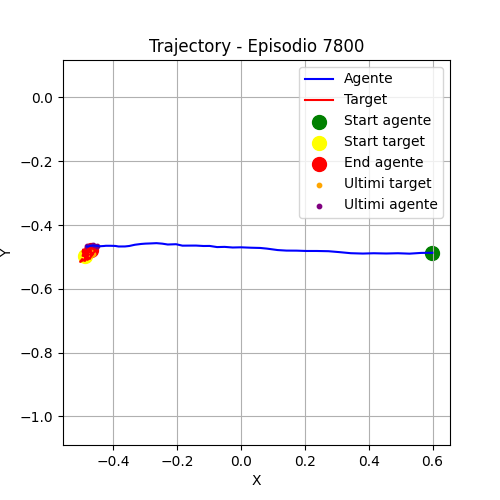 Trajectory - Episodio 7800
Agente
Target
Start agente
Start target
End agente
Ultimi target
Ultimi agente
0.0
−0.2
−0.4
−0.6
−0.8
−1.0
Y
−0.4
−0.2
0.0
0.2
0.4
0.6
X